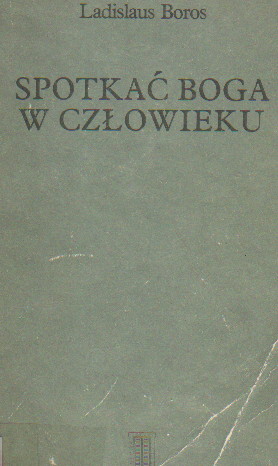 Ladislaus Boros
SPOTKAĆ BOGA
W CZŁOWIEKU